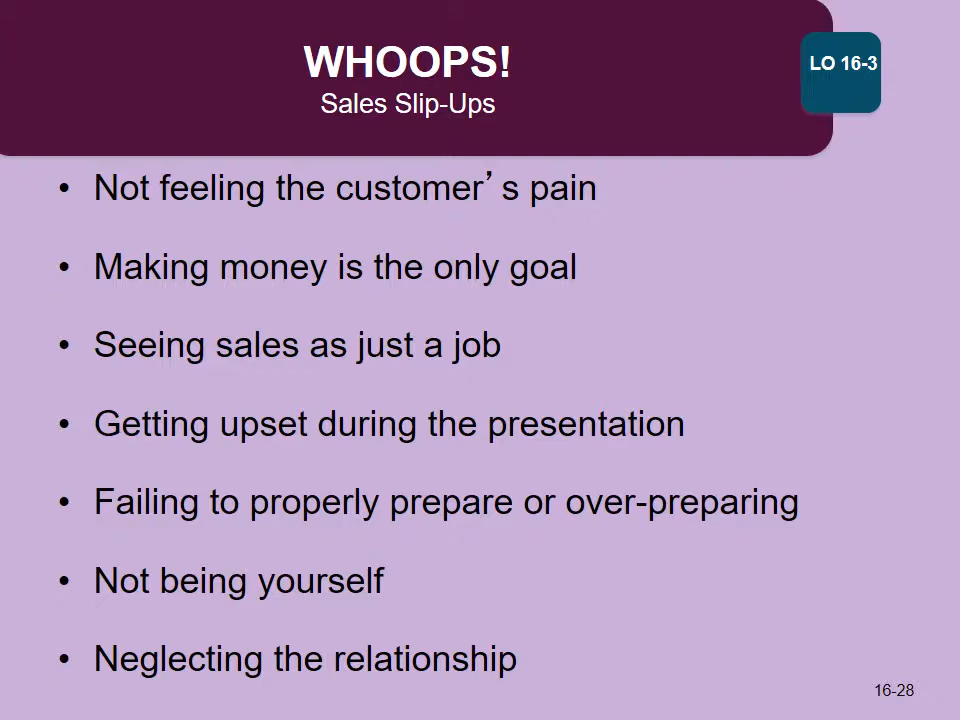 WHOOPS!
Sales Slip-Ups
LO 16-3
• Not feeling the customer’s pain
• Making money is the only goal
• Seeing sales as just a job
• Getting upset during the presentation
• Failing to properly prepare or over-preparing
• Not being yourself
• Neglecting the relationship
16-28